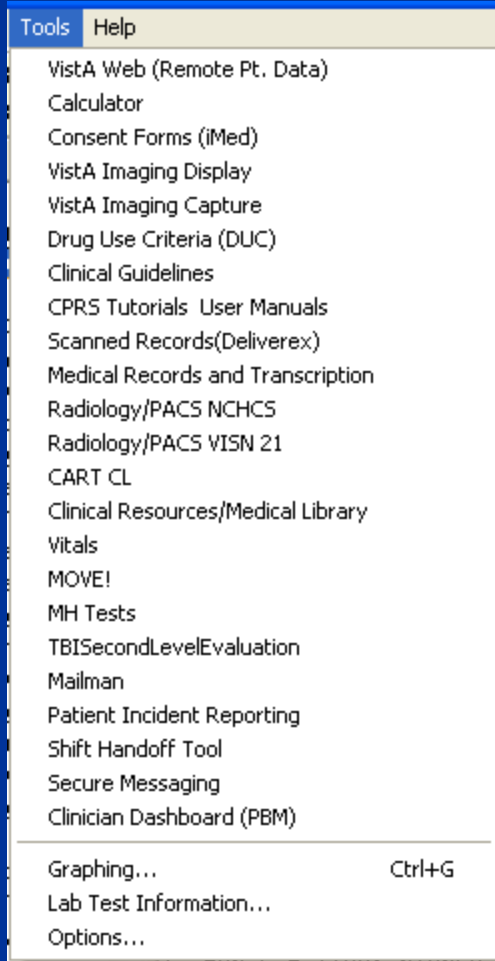 Tools Help
VistA Web (Remote Pt. Data)
Calculator
Consent Forms (iMed)
VistA Imaging Display
VistA Imaging Capture
Drug Use Criteria (DUC)
Clinical Guidelines
CPRS Tutorials  User Manuals
Scanned Records(Deliverex)
Medical Records and Transcription
Radiology/PACS NCHCS
Radiology/PACS VISN 21
CART CL
Clinical Resources/Medical Library
Vitals
MOVE!
MH Tests
TBISecondLevelEvaluation
Mailman
Patient Incident Reporting
Shift Handoff Tool
Secure Messaging
Clinician Dashboard (PBM)
Graphing... Ctrl+G
Lab Test Information...
Options...